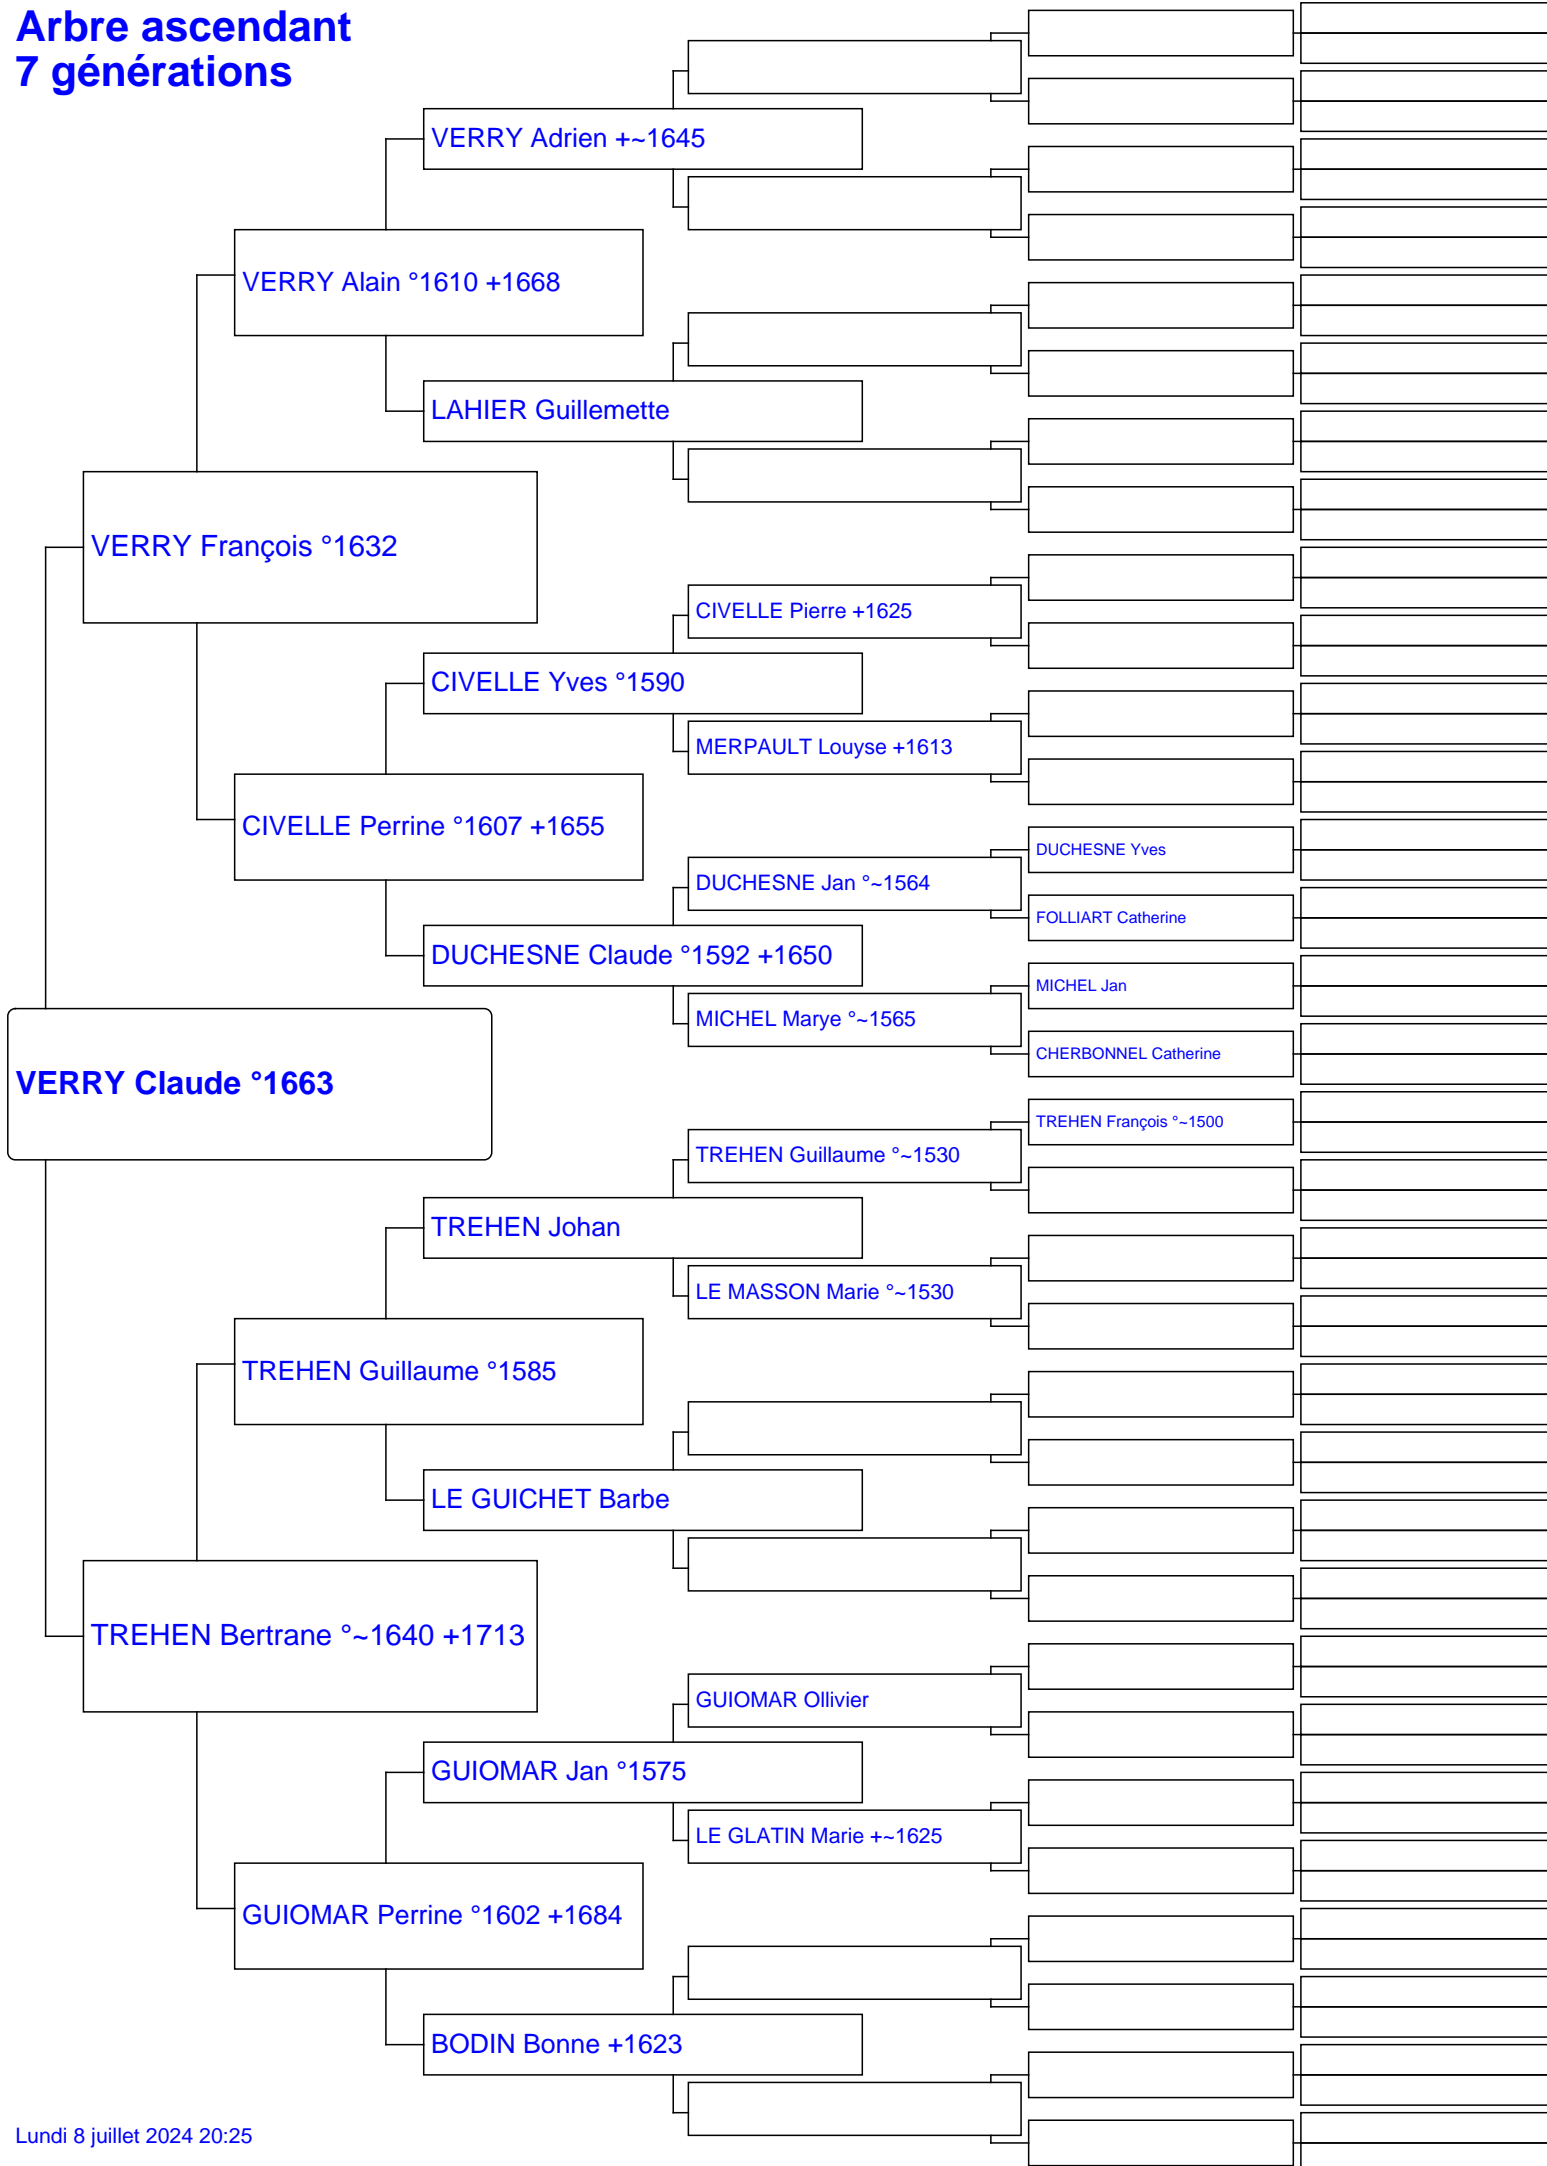 Arbre ascendant
7 générations
VERRY Adrien +~1645
VERRY Alain °1610 +1668
LAHIER Guillemette
VERRY François °1632
CIVELLE Pierre +1625
CIVELLE Yves °1590
MERPAULT Louyse +1613
CIVELLE Perrine °1607 +1655
DUCHESNE Yves
DUCHESNE Jan °~1564
FOLLIART Catherine
DUCHESNE Claude °1592 +1650
MICHEL Jan
MICHEL Marye °~1565
CHERBONNEL Catherine
VERRY Claude °1663
TREHEN François °~1500
TREHEN Guillaume °~1530
TREHEN Johan
LE MASSON Marie °~1530
TREHEN Guillaume °1585
LE GUICHET Barbe
TREHEN Bertrane °~1640 +1713
GUIOMAR Ollivier
GUIOMAR Jan °1575
LE GLATIN Marie +~1625
GUIOMAR Perrine °1602 +1684
BODIN Bonne +1623
Lundi 8 juillet 2024 20:25